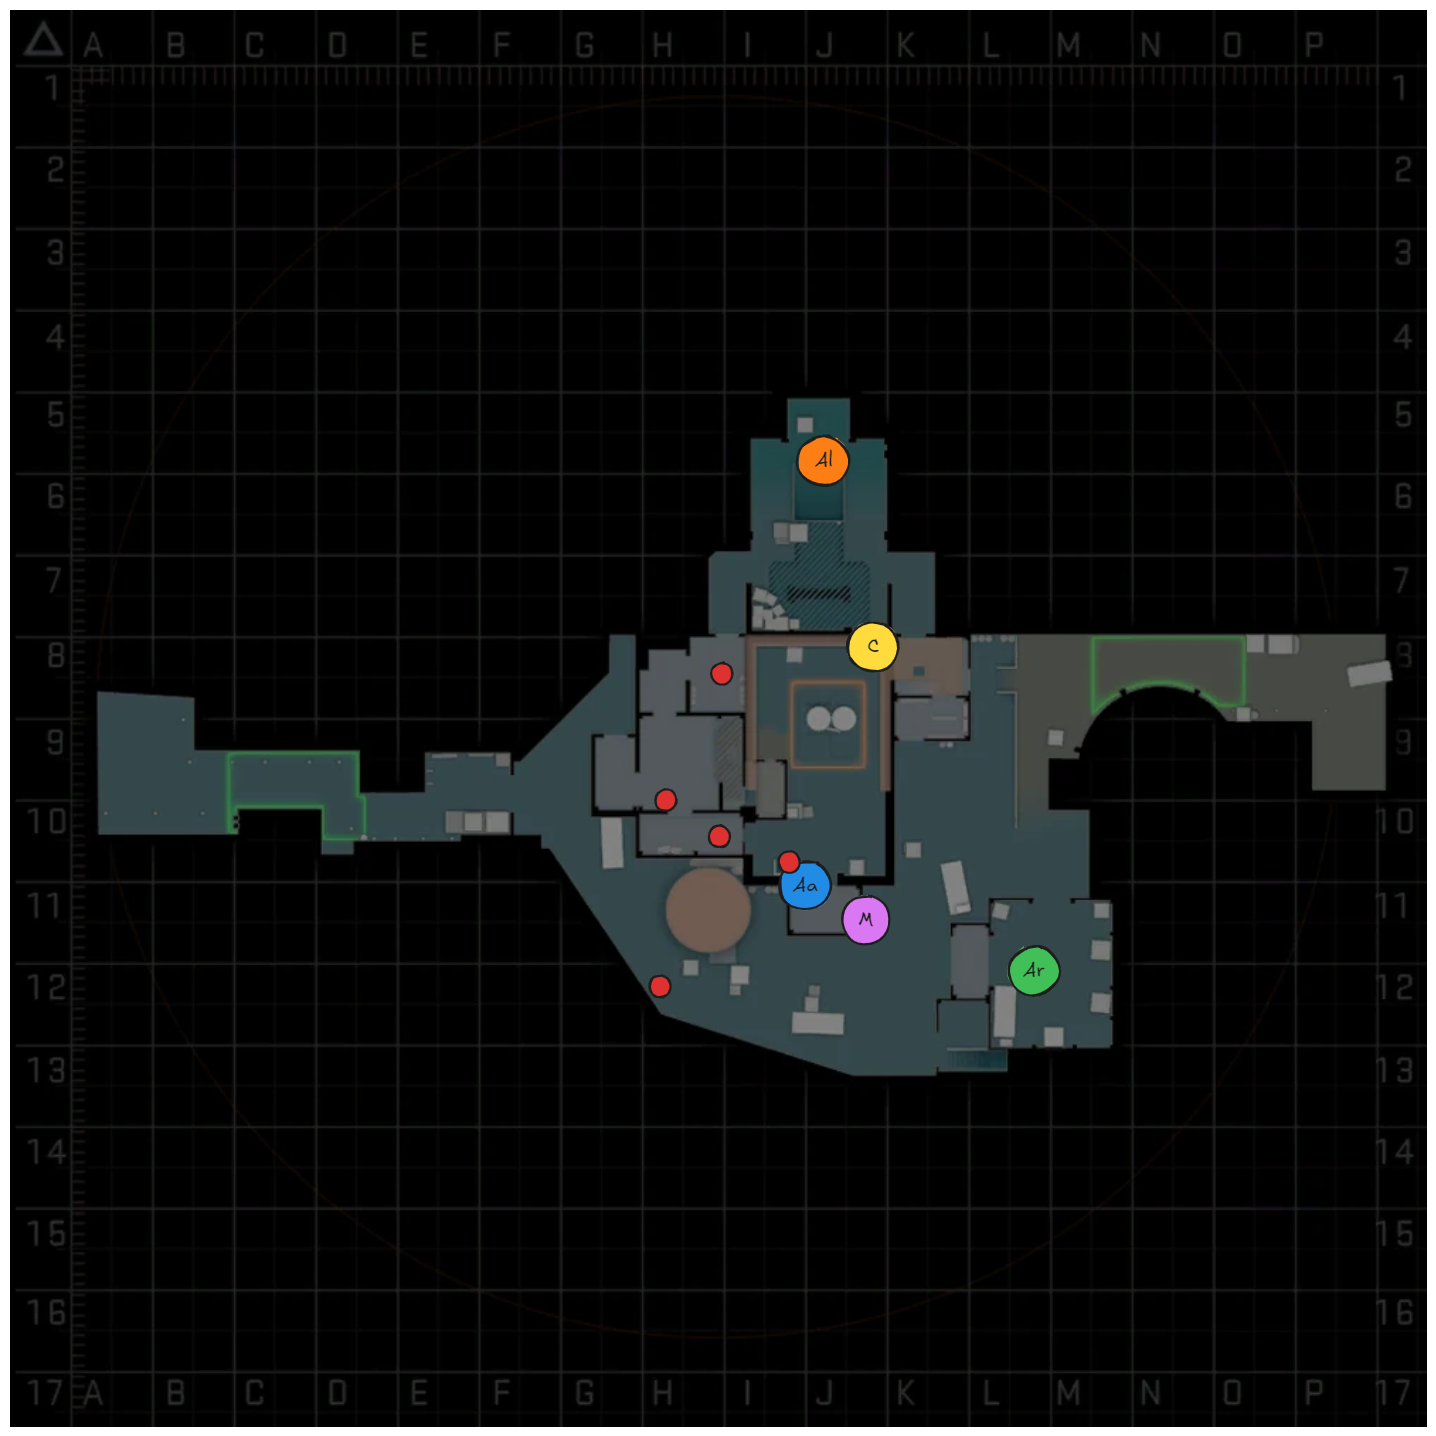 A B C D E F G H I J K L M N O P
1 1
2 2
3 3
4 4
5 5
Al
6 6
7 7
C
8 8
9 9
10 10
Aa
11 11
M
Ar
12 12
13 13
14 14
15 15
16 16
17 A B C D E F G H I J K L M N O P 17